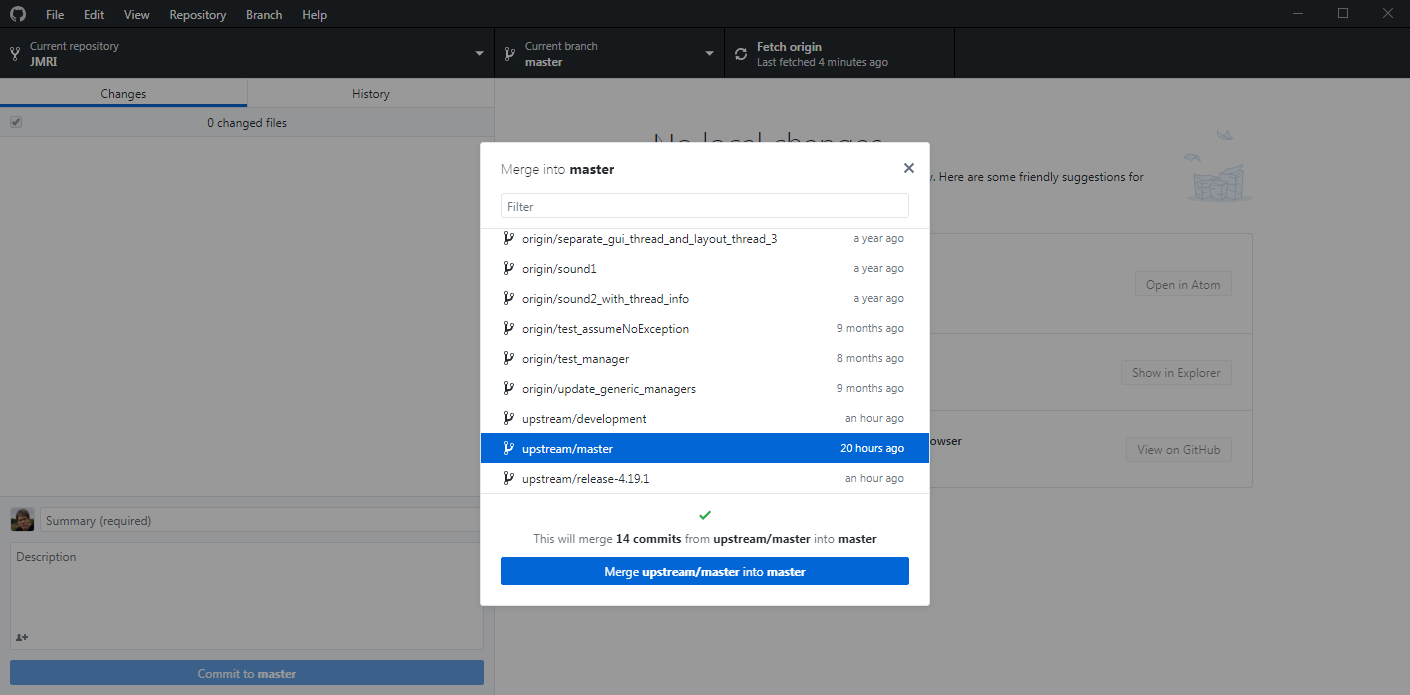 File Edit View Repository Branch Help
Current repository
JMRI
Current branch
master
Fetch origin
Last fetched 4 minutes ago
Changes History
0 changed files
No local changes
. Here are some friendly suggestions for
Open in Atom
Show in Explorer
owser
View on GitHub
Merge into master
Filter
origin/separate_gui_thread_and_layout_thread_3 a year ago
origin/sound1 a year ago
origin/sound2_with_thread_info a year ago
origin/test_assumeNoException 9 months ago
origin/test_manager 8 months ago
origin/update_generic_managers 9 months ago
upstream/development an hour ago
upstream/master 20 hours ago
upstream/release-4.19.1 an hour ago
This will merge 14 commits from upstream/master into master
Merge upstream/master into master
Summary (required)
Description
Commit to master